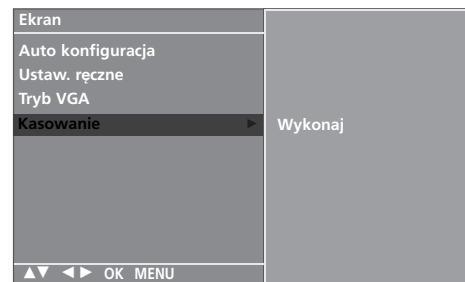 Ekran
Auto konfiguracja
Ustaw. ręczne
Tryb VGA
Kasowanie ►
Wykonaj
▲▼ ◄► OK MENU